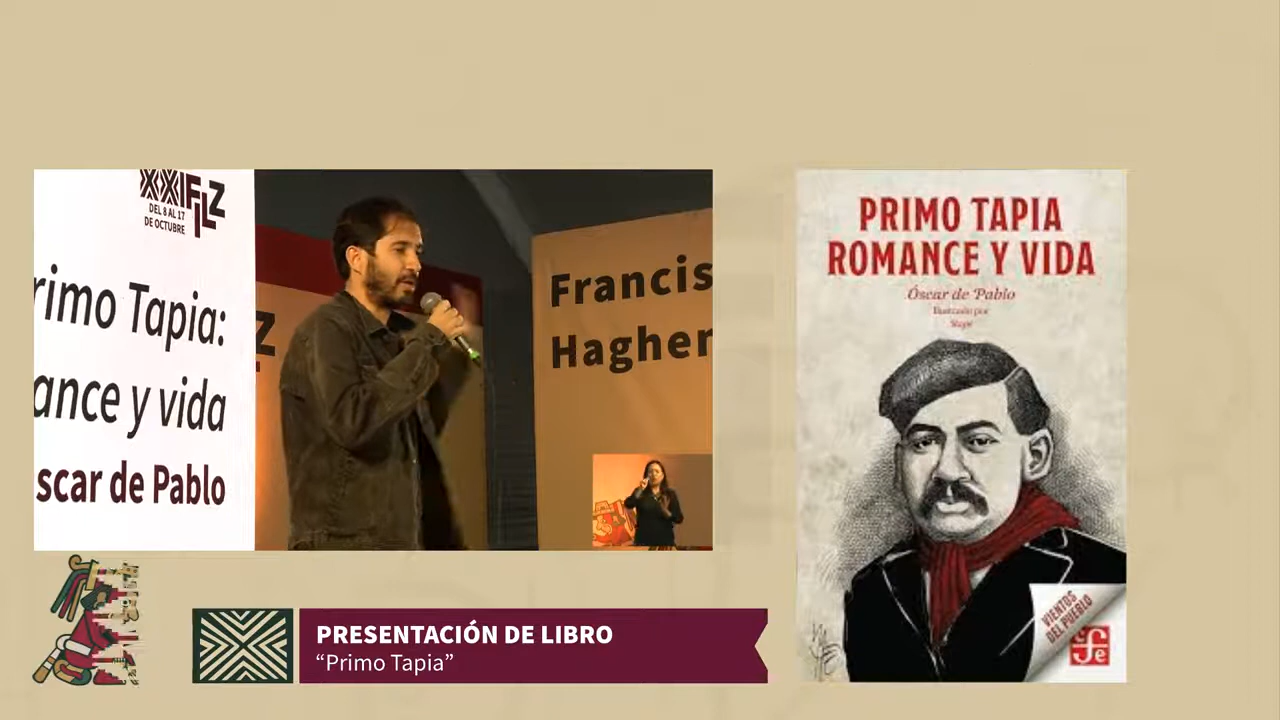 XXI FILZ
DEL 8 AL 17
DE OCTUBRE
rimo Tapia:
ance y vida
scar de Pablo
Z
Francis
Hagher
PRIMO TAPIA
ROMANCE Y VIDA
Óscar de Pablo
Ilustrado por
VIENTOS
DEL PUEBLO
fce
PRESENTACIÓN DE LIBRO
“Primo Tapia”